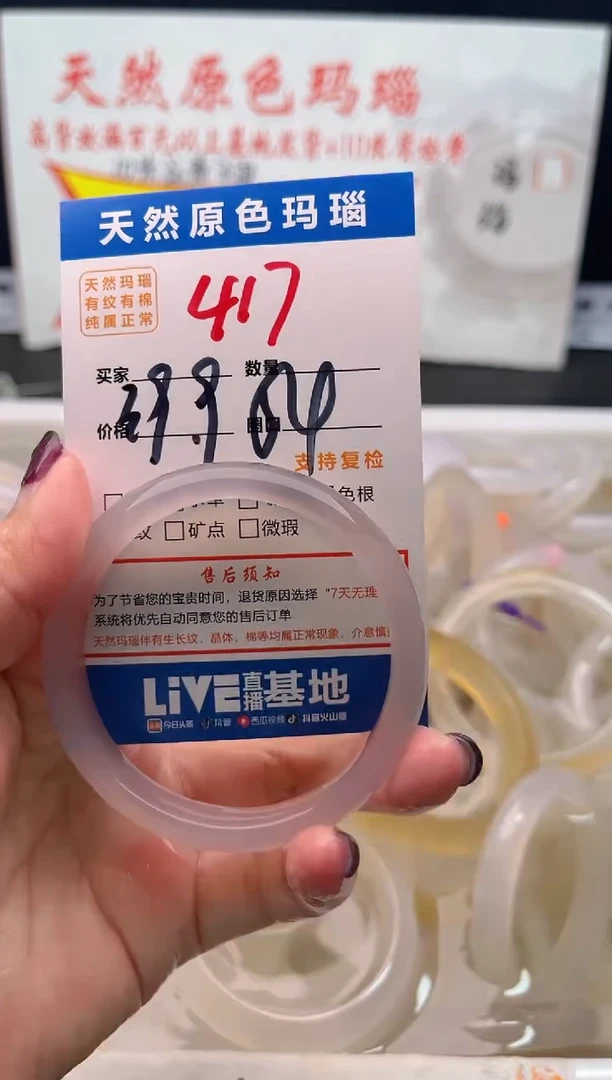 天然原色玛瑙
天然原色玛瑙
天然玛瑙
有纹有棉
纯属正常
417
买家
数量
价格
64
支持复检
色根
纹 □矿点 □微瑕
售后须知
为了节省您的宝贵时间，退货原因选择 "7天无理
系统将优先自动同意您的售后订单
天然玛瑙伴有生长纹，晶体，棉等均属正常现象，介意慎
LiVE直播基地
今日头条 抖音 西瓜视频 抖音火山版